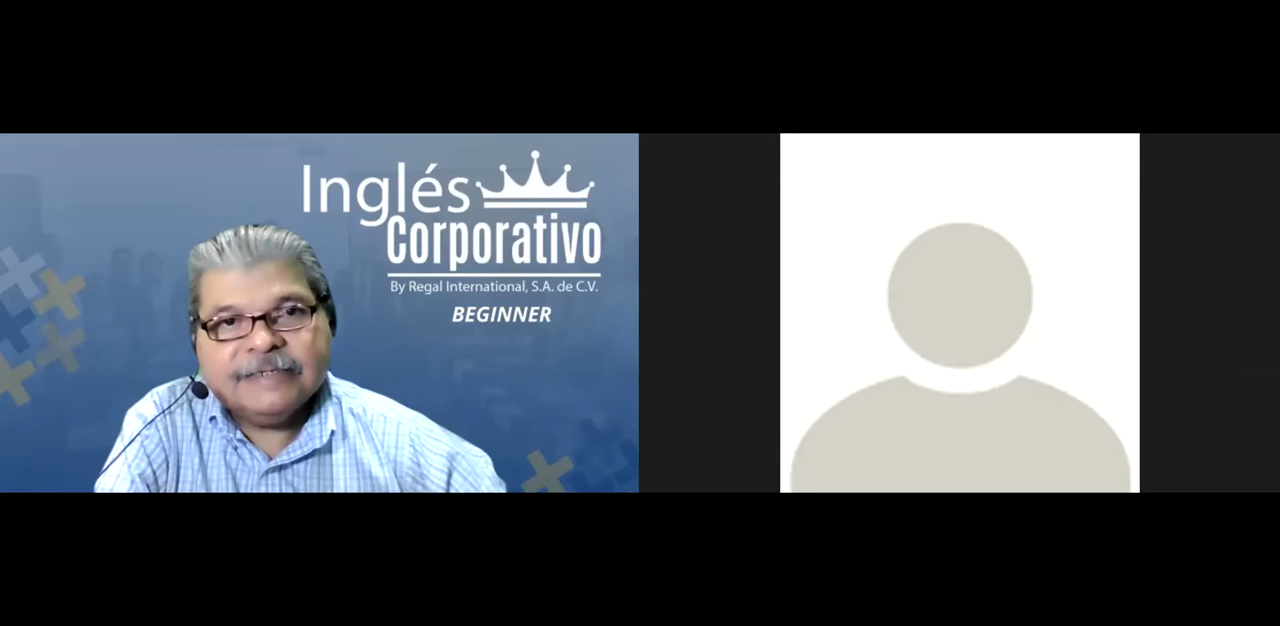 Inglés
Corporativo
By Regal International, S.A. de C.V.
BEGINNER